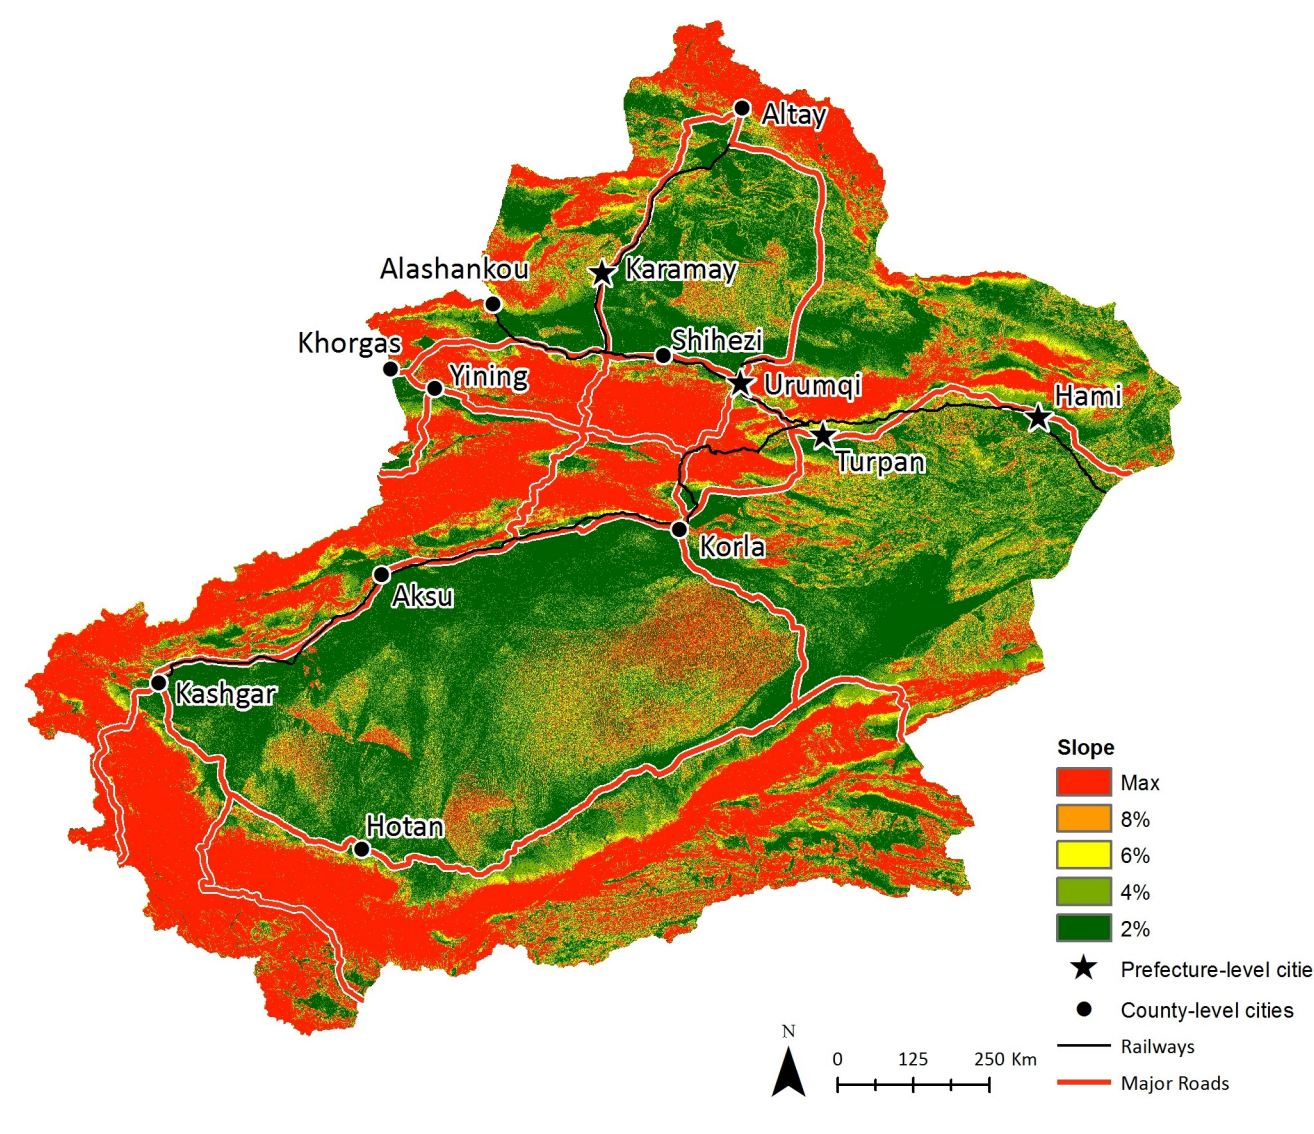 Altay
Alashankou
Karamay
Khorgas
Shihezi
Yining
Urumqi
Hami
Turpan
Korla
Aksu
Kashgar
Hotan
Slope
Max
8%
6%
4%
2%
Prefecture-level citie
County-level cities
Railways
Major Roads
N
0 125 250 Km